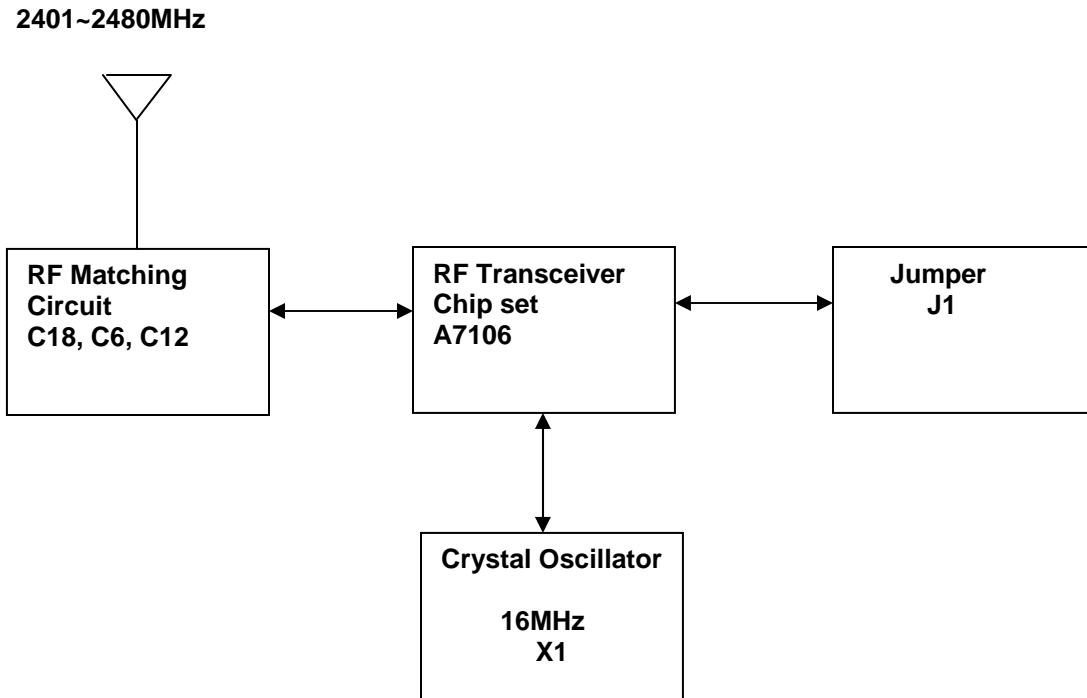 2401~2480MHz
RF Matching
Circuit
C18, C6, C12
RF Transceiver
Chip set
A7106
Jumper
J1
Crystal Oscillator
16MHz
X1